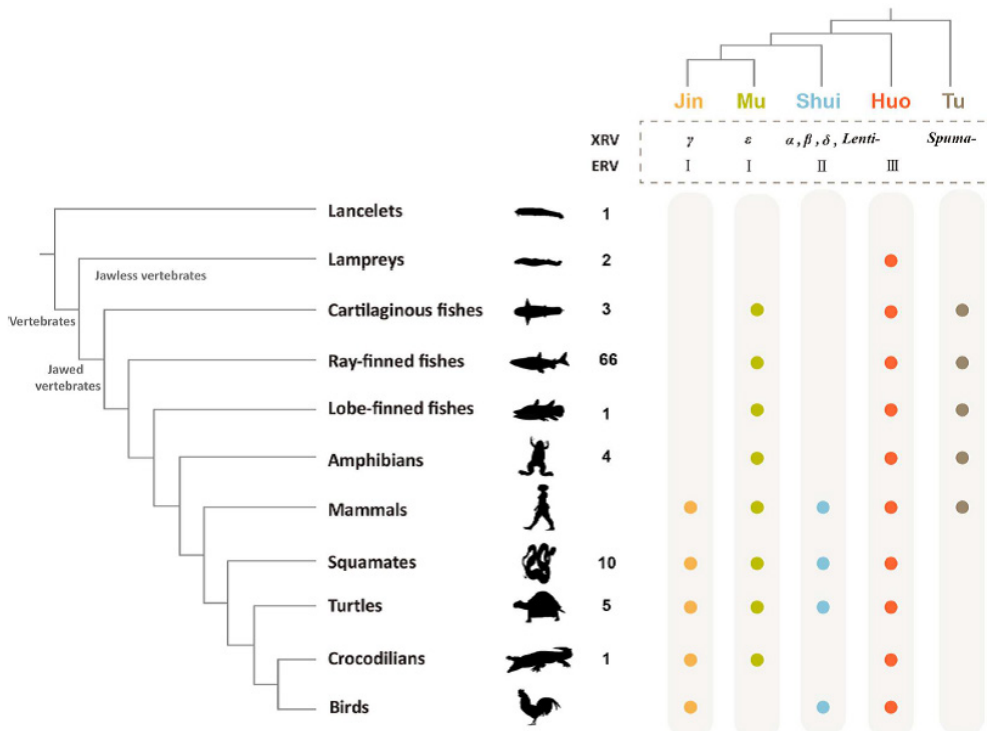 Jin Mu Shui Huo Tu
XRV γ ε α , β , δ , Lenti- Spuma-
ERV I I II III
Lancelets 1
Lampreys 2
Jawless vertebrates
Vertebrates
Cartilaginous fishes 3
Ray-finned fishes 66
Jawed
vertebrates
Lobe-finned fishes 1
Amphibians 4
Mammals
Squamates 10
Turtles 5
Crocodilians 1
Birds